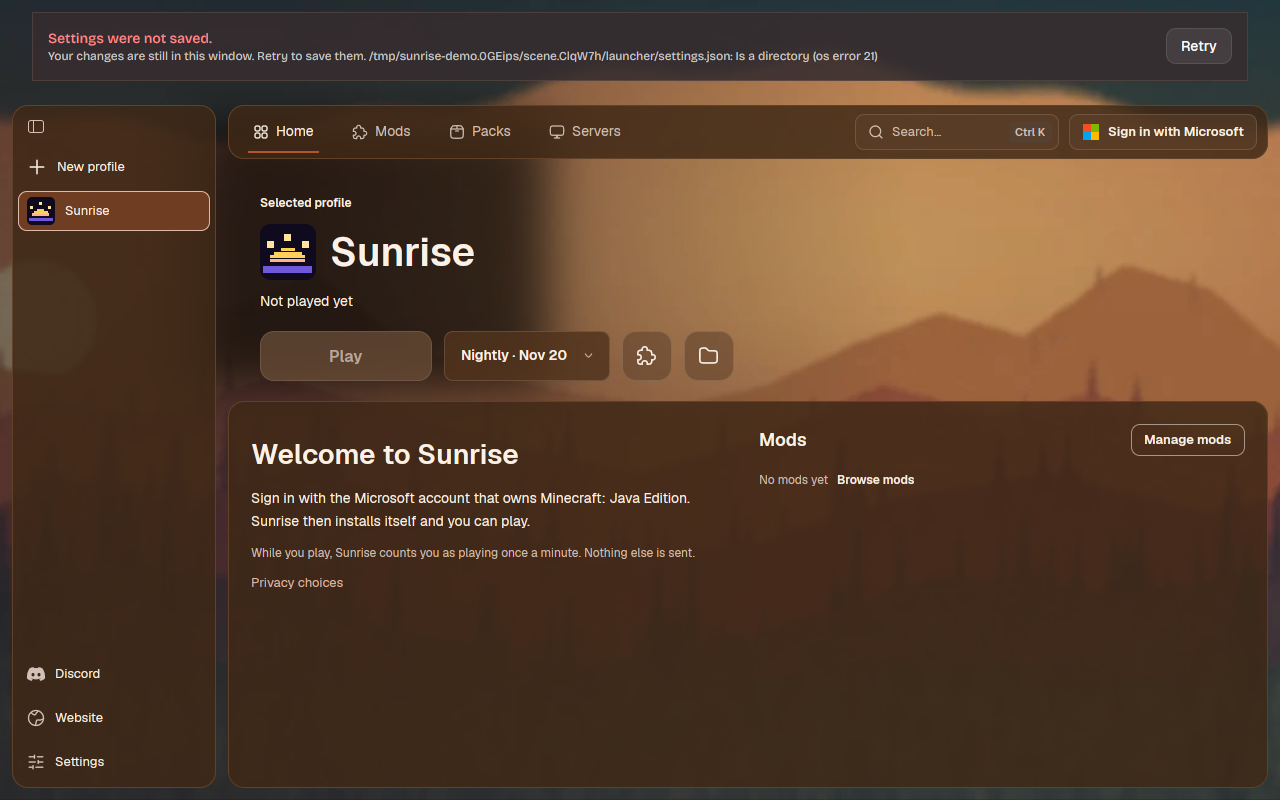 Settings were not saved.
Your changes are still in this window. Retry to save them. /tmp/sunrise-demo.0GEips/scene.ClqW7h/launcher/settings.json: Is a directory (os error 21)
Retry
New profile
Sunrise
Discord
Website
Settings
Home
Mods
Packs
Servers
Search...
Ctrl K
Sign in with Microsoft
Selected profile
Sunrise
Not played yet
Play
Nightly · Nov 20
Welcome to Sunrise
Sign in with the Microsoft account that owns Minecraft: Java Edition.
Sunrise then installs itself and you can play.
While you play, Sunrise counts you as playing once a minute. Nothing else is sent.
Privacy choices
Mods
Manage mods
No mods yet Browse mods